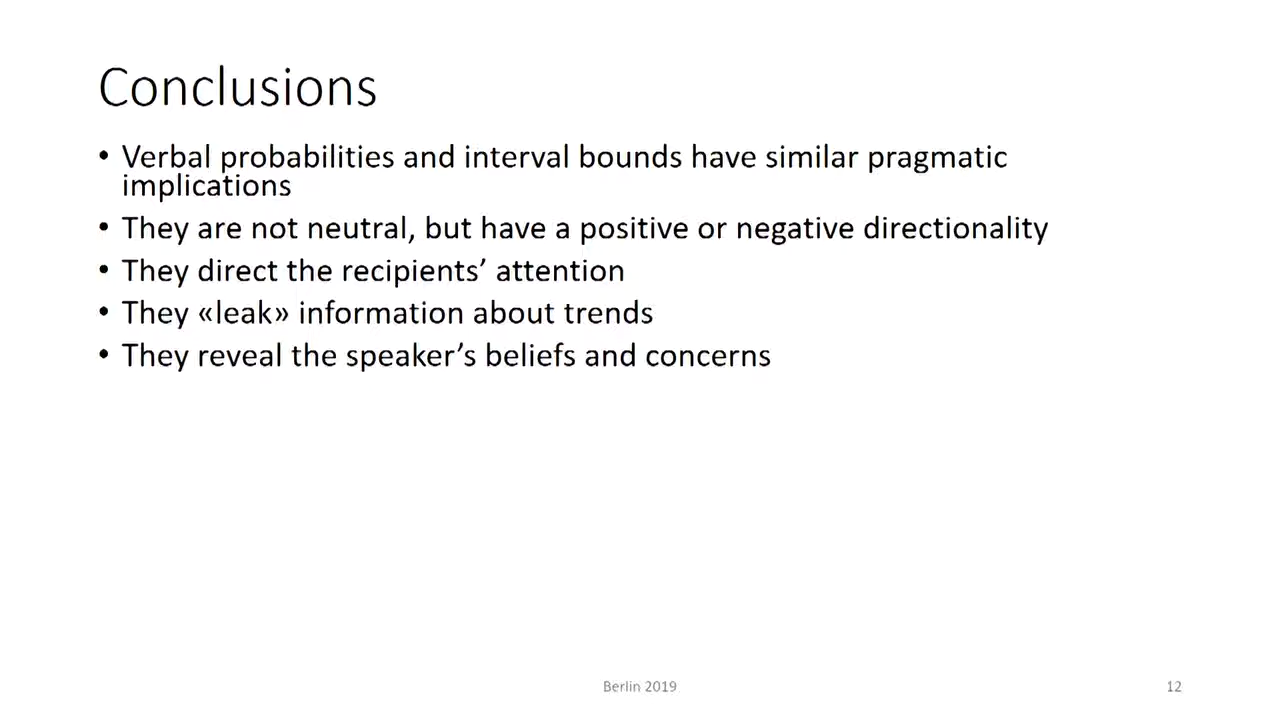 Conclusions
• Verbal probabilities and interval bounds have similar pragmatic
implications
• They are not neutral, but have a positive or negative directionality
• They direct the recipients’ attention
• They «leak» information about trends
• They reveal the speaker’s beliefs and concerns
Berlin 2019
12